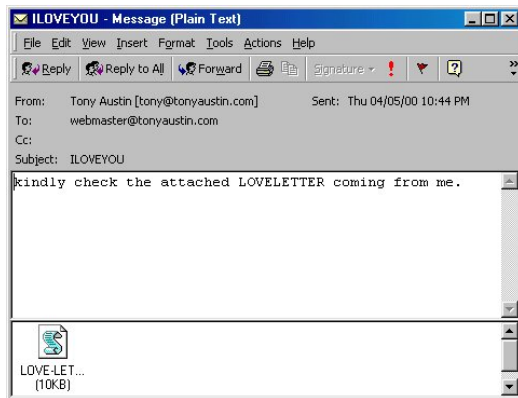 ILOVEYOU - Message (Plain Text)
File Edit View Insert Format Tools Actions Help
Reply Reply to All Forward Signature
From: Tony Austin [tony@tonyaustin.com] Sent: Thu 04/05/00 10:44 PM
To: webmaster@tonyaustin.com
Cc:
Subject: ILOVEYOU
kindly check the attached LOVELETTER coming from me.
LOVE-LET...
(10KB)